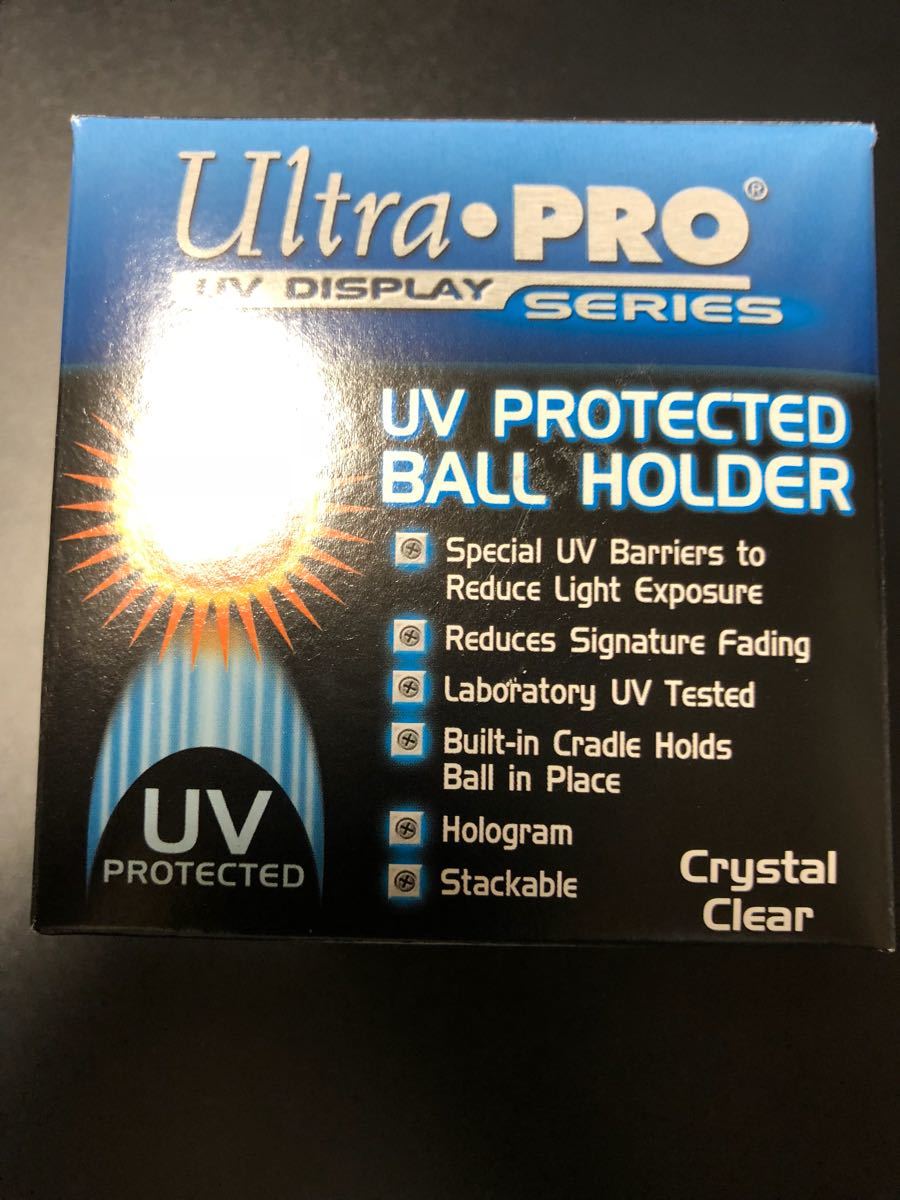 Ultra•PRO®
UV DISPLAY SERIES
UV PROTECTED
BALL HOLDER
Special UV Barriers to
Reduce Light Exposure
Reduces Signature Fading
Laboratory UV Tested
Built-in Cradle Holds
Ball in Place
Hologram
Stackable
Crystal
Clear
UV
PROTECTED